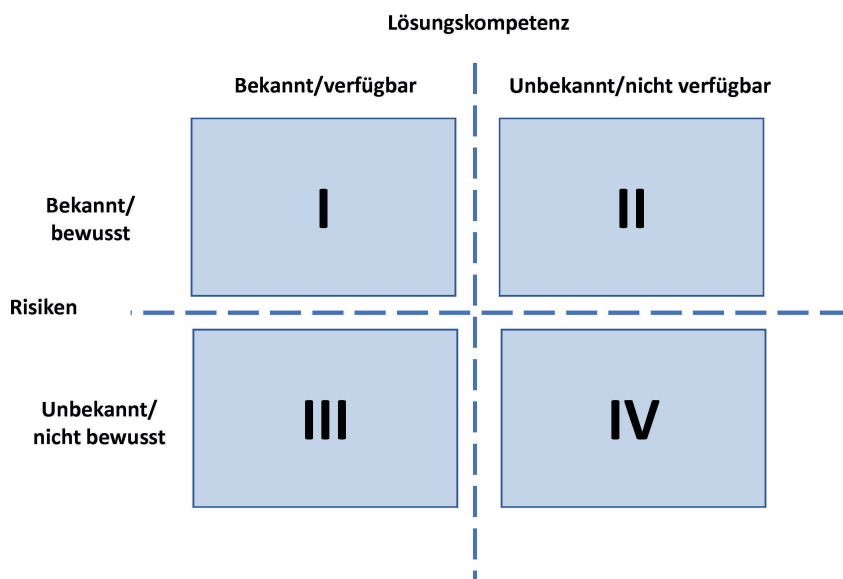 Lösungskompetenz
Bekannt/verfügbar
Unbekannt/nicht verfügbar
Bekannt/
bewusst
I
II
Risiken
Unbekannt/
nicht bewusst
III
IV